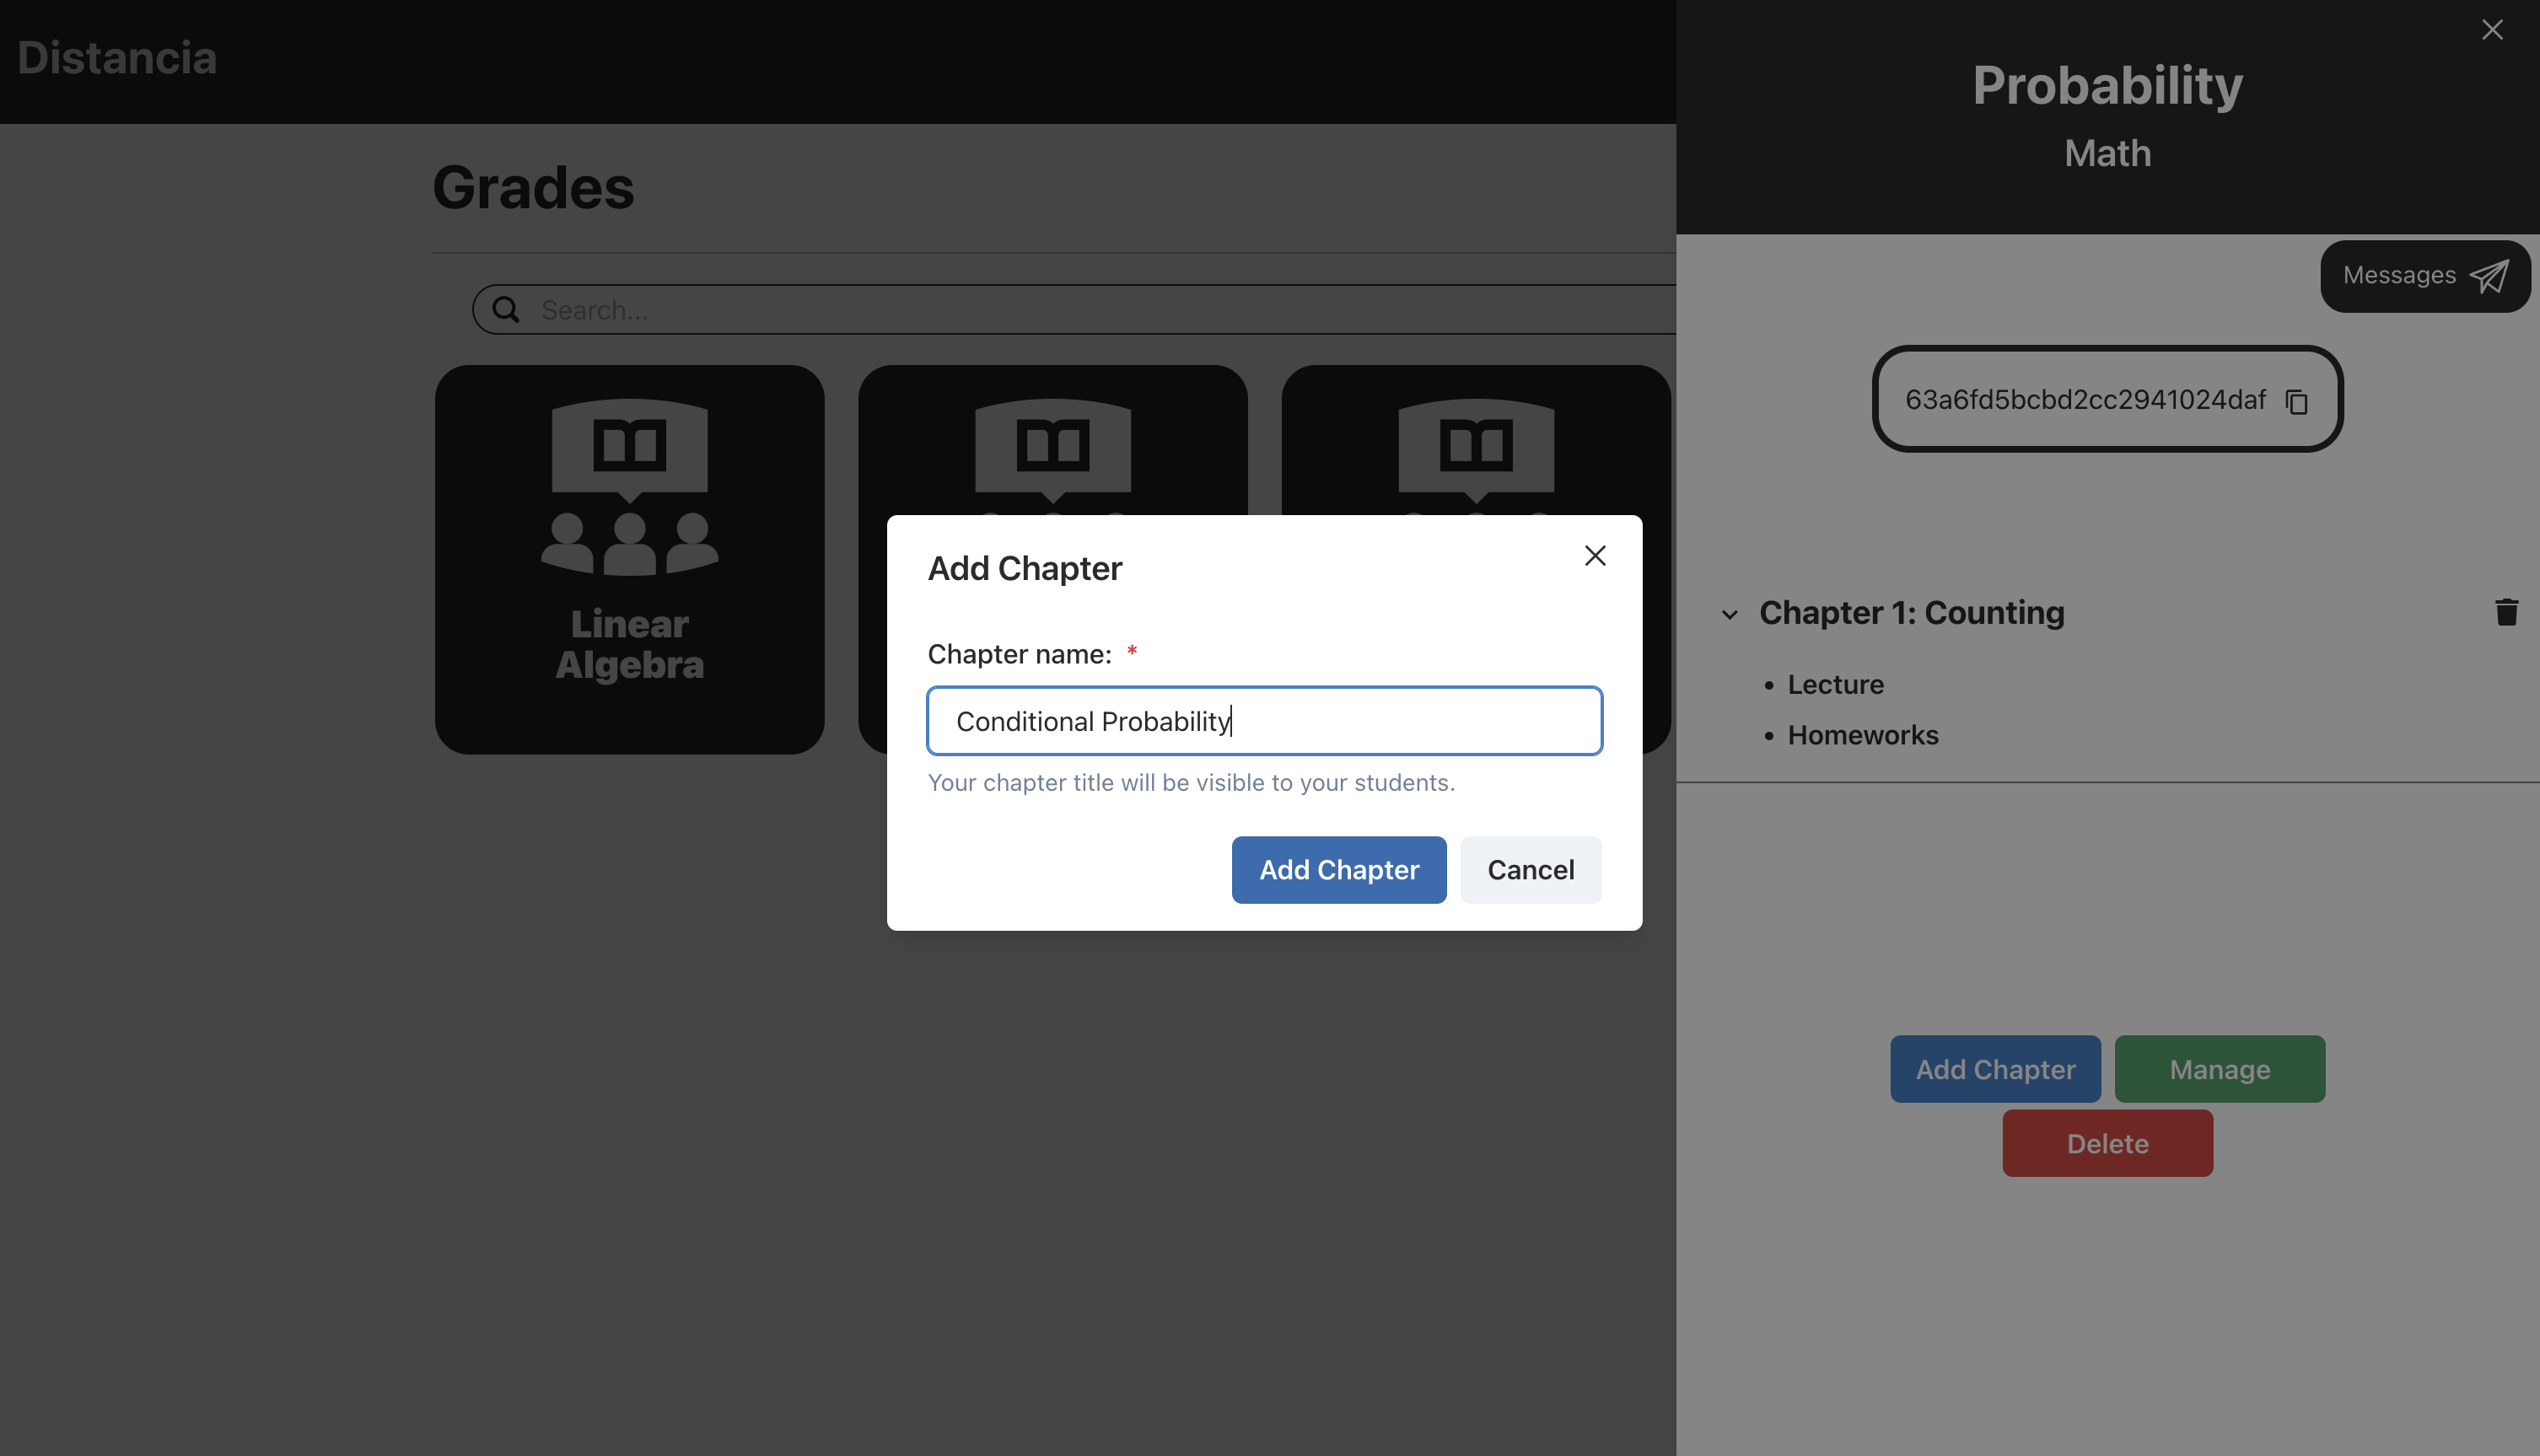 Distancia
Grades
Search...
Linear
Algebra
Add Chapter
Chapter name: *
Conditional Probability
Your chapter title will be visible to your students.
Add Chapter
Cancel
Probability
Math
Messages
63a6fd5bcbd2cc2941024daf
Chapter 1: Counting
• Lecture
• Homeworks
Add Chapter
Manage
Delete